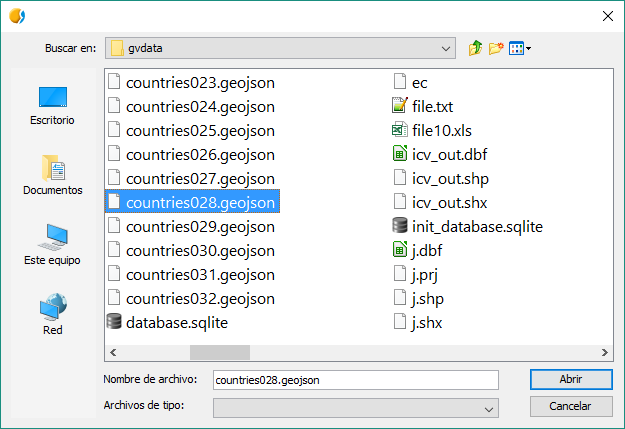 Buscar en:
gvdata
Escritorio
Documentos
Este equipo
Red
countries023.geojson
countries024.geojson
countries025.geojson
countries026.geojson
countries027.geojson
countries028.geojson
countries029.geojson
countries030.geojson
countries031.geojson
countries032.geojson
database.sqlite
ec
file.txt
file10.xls
icv_out.dbf
icv_out.shp
icv_out.shx
init_database.sqlite
j.dbf
j.prj
j.shp
j.shx
Nombre de archivo:
countries028.geojson
Abrir
Archivos de tipo:
Cancelar